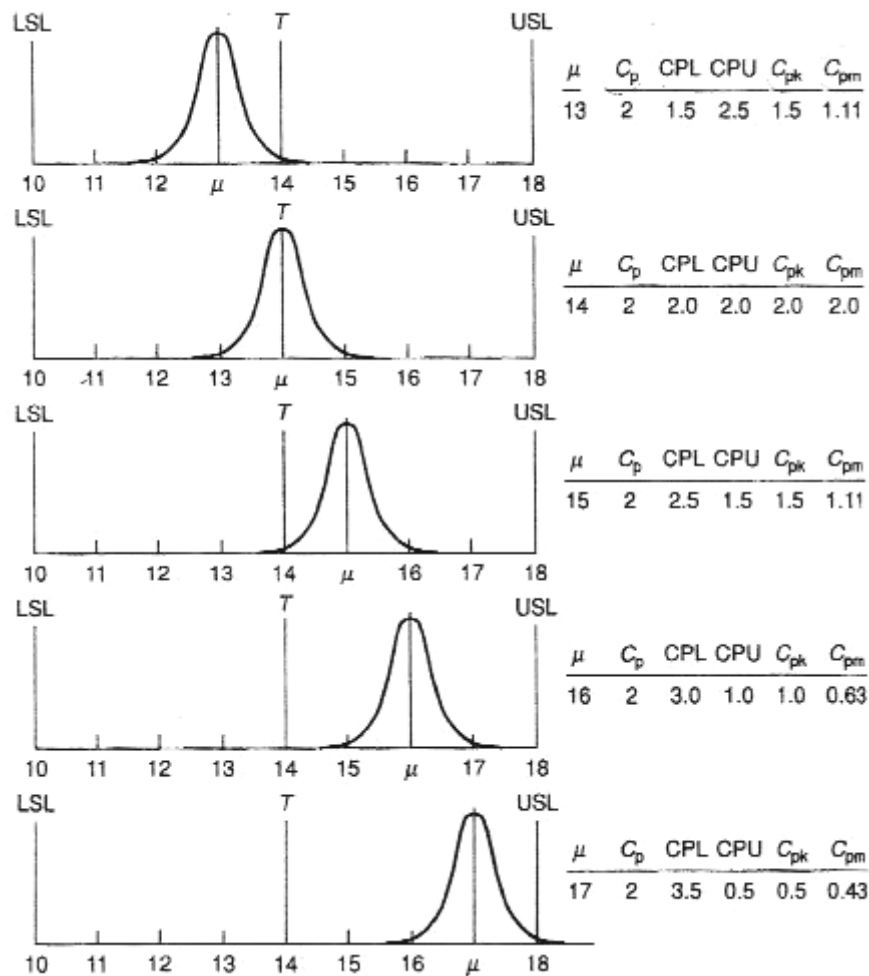 LSL T USL
μ Cp CPL CPU Cpk Cpm
13 2 1.5 2.5 1.5 1.11
10 11 12 μ 14 15 16 17 18
LSL T USL
μ Cp CPL CPU Cpk Cpm
14 2 2.0 2.0 2.0 2.0
10 11 12 13 μ 15 16 17 18
LSL T USL
μ Cp CPL CPU Cpk Cpm
15 2 2.5 1.5 1.5 1.11
10 11 12 13 14 μ 16 17 18
LSL T USL
μ Cp CPL CPU Cpk Cpm
16 2 3.0 1.0 1.0 0.63
10 11 12 13 14 15 μ 17 18
LSL T USL
μ Cp CPL CPU Cpk Cpm
17 2 3.5 0.5 0.5 0.43
10 11 12 13 14 15 16 μ 18